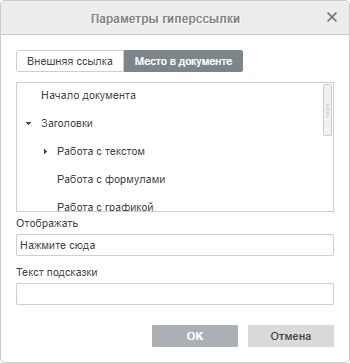 Параметры гиперссылки
Внешняя ссылка Место в документе
Начало документа
Заголовки
Работа с текстом
Работа с формулами
Работа с графикой
Отображать
Нажмите сюда
Текст подсказки
OK Отмена